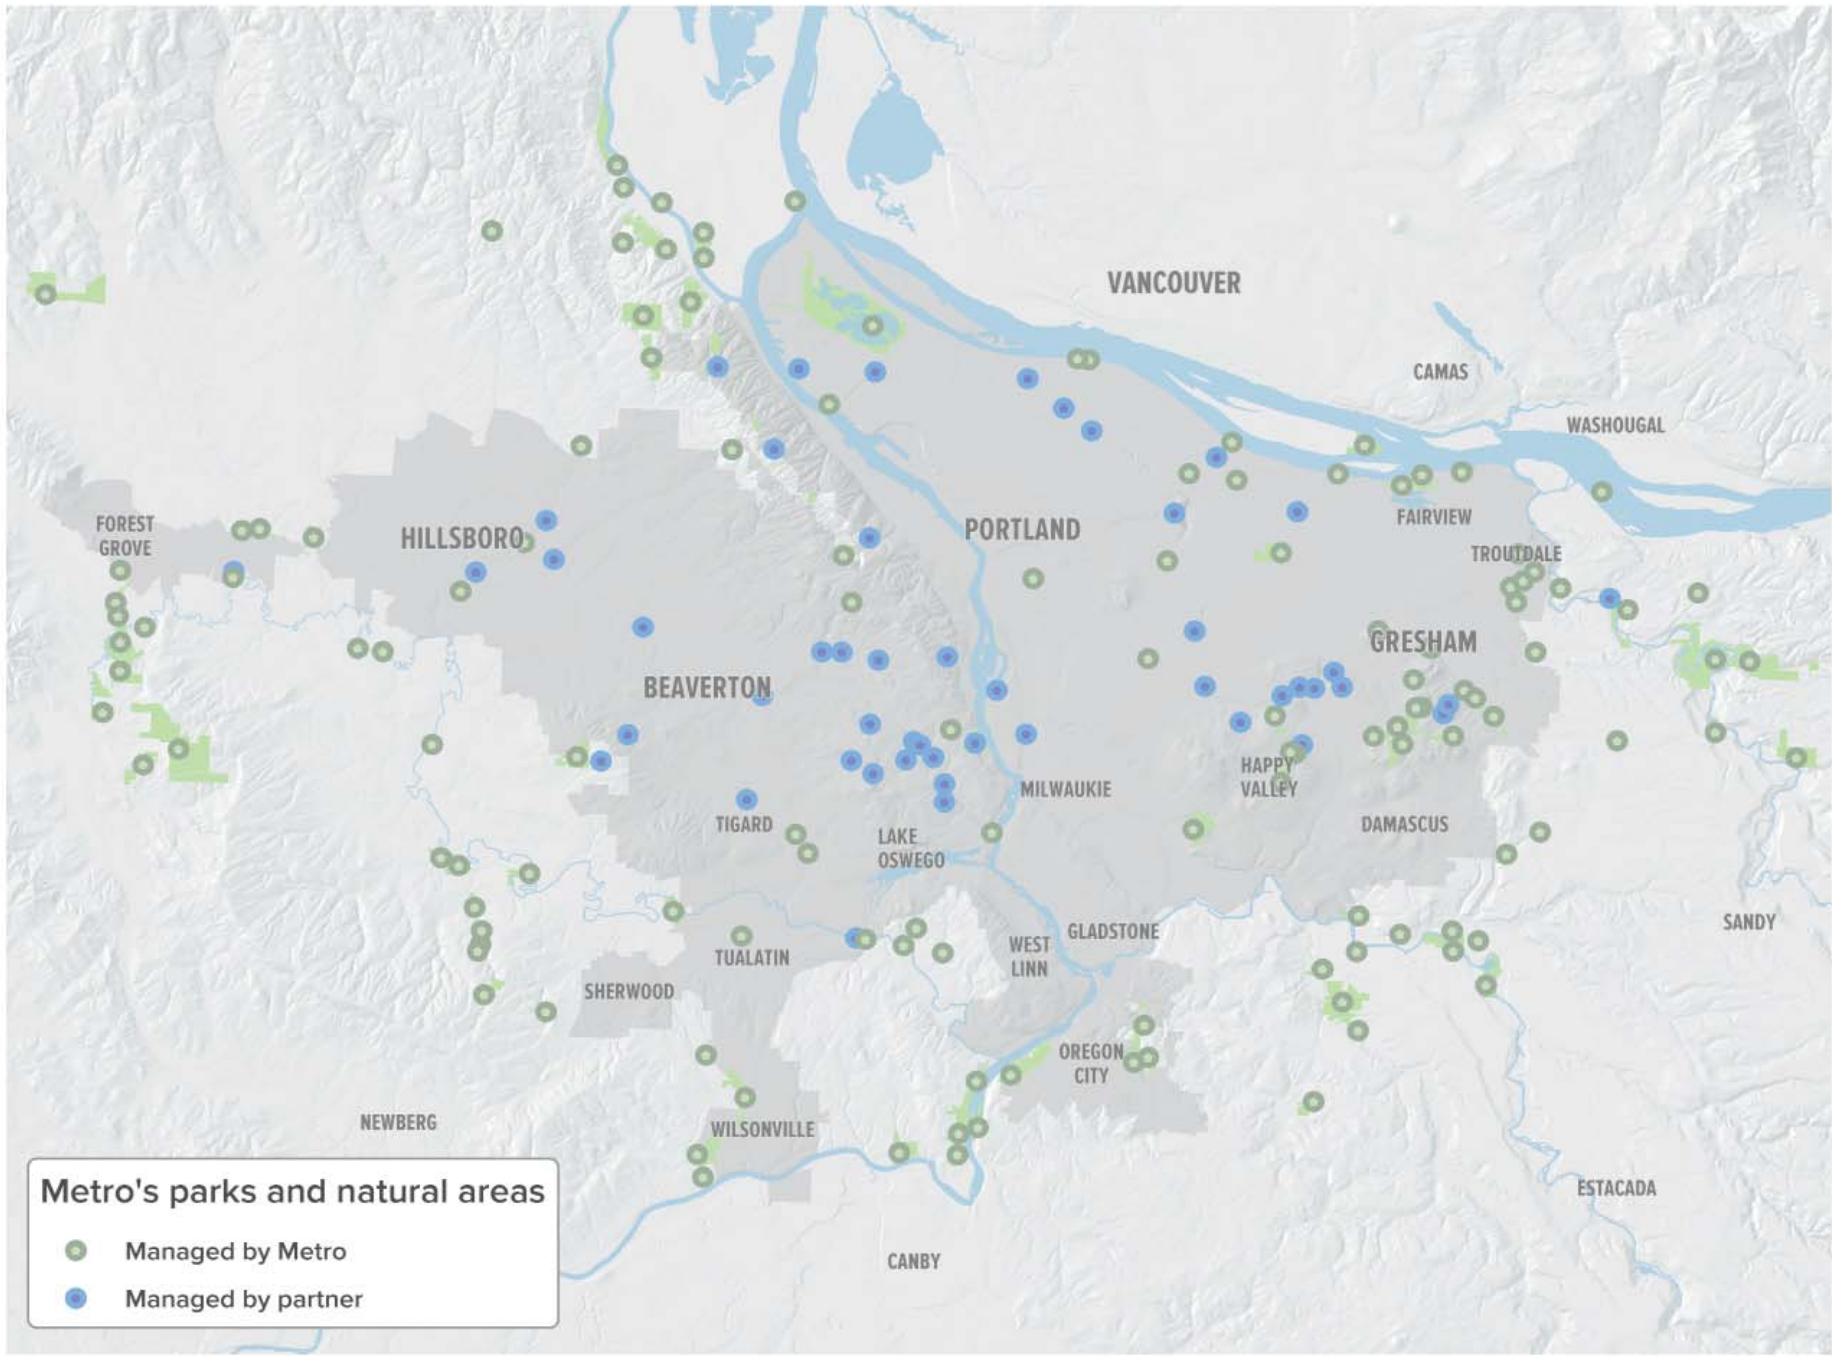 VANCOUVER
CAMAS
WASHOUGAL
FOREST
GROVE
HILLSBORO
PORTLAND
FAIRVIEW
TROUTDALE
GRESHAM
BEAVERTON
MILWAUKIE
HAPPY
VALLEY
TIGARD
LAKE
OSWEGO
DAMASCUS
SANDY
GLADSTONE
WEST
LINN
TUALATIN
SHERWOOD
OREGON
CITY
NEWBERG
WILSONVILLE
ESTACADA
CANBY
Metro's parks and natural areas
Managed by Metro
Managed by partner